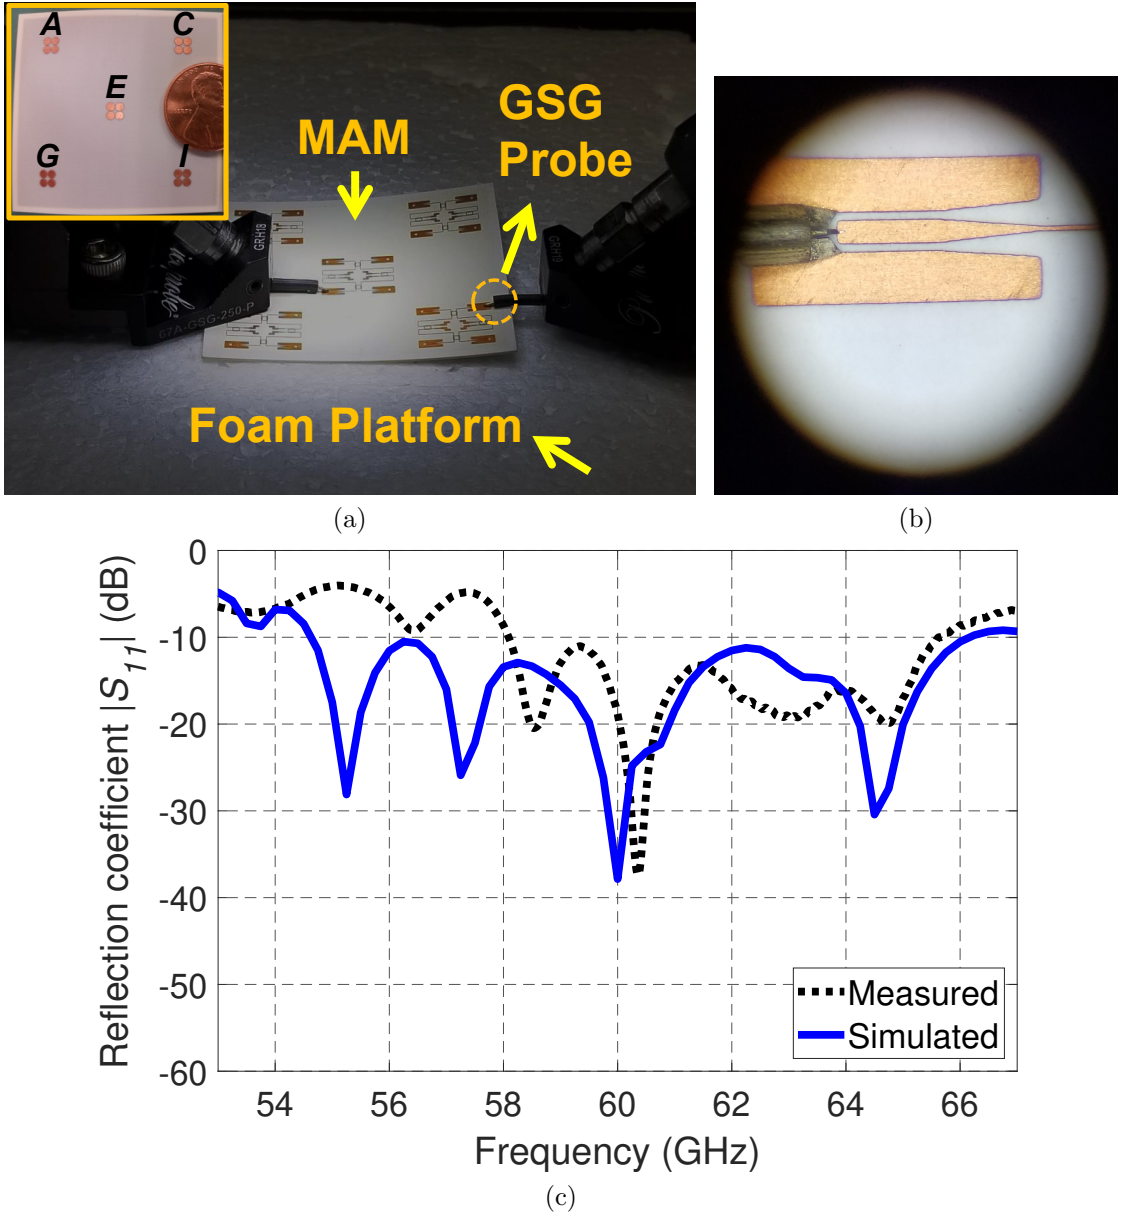 A
C
E
G
I
MAM
GSG
Probe
GRH18
67A-GSG-250-P
Foam Platform
(a)
(b)
Reflection coefficient |S11| (dB)
0
-10
-20
-30
-40
-50
-60
54
56
58
60
62
64
66
Measured
Simulated
Frequency (GHz)
(c)